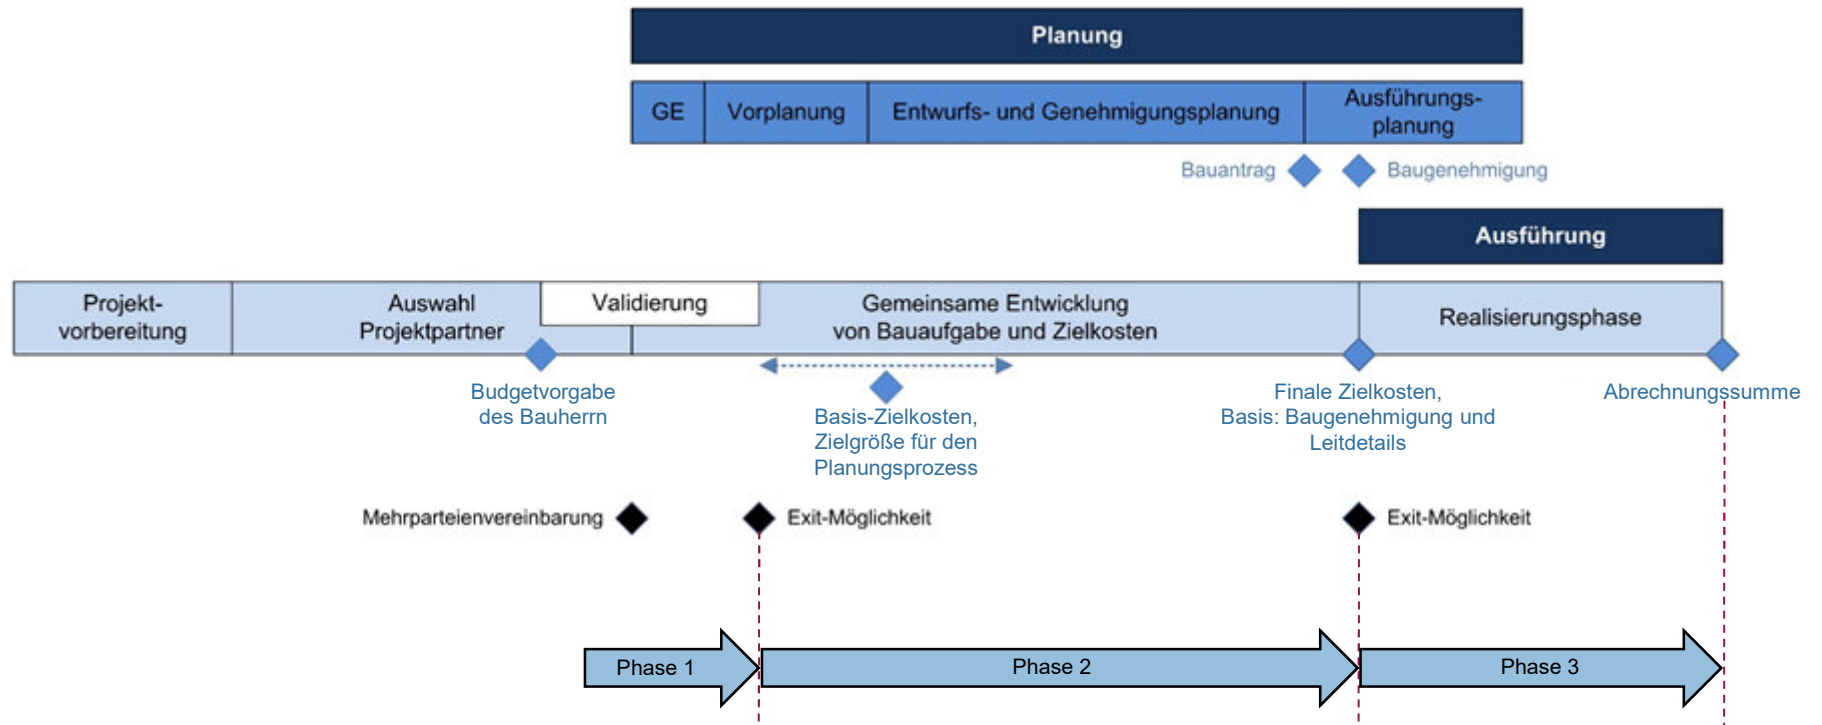 Planung
GE
Vorplanung
Entwurfs- und Genehmigungsplanung
Ausführungs-
planung
Bauantrag
Baugenehmigung
Ausführung
Projekt-
vorbereitung
Auswahl
Projektpartner
Validierung
Gemeinsame Entwicklung
von Bauaufgabe und Zielkosten
Realisierungsphase
Budgetvorgabe
des Bauherrn
Basis-Zielkosten,
Zielgröße für den
Planungsprozess
Finale Zielkosten,
Basis: Baugenehmigung und
Leitdetails
Abrechnungssumme
Mehrparteienvereinbarung
Exit-Möglichkeit
Exit-Möglichkeit
Phase 1
Phase 2
Phase 3